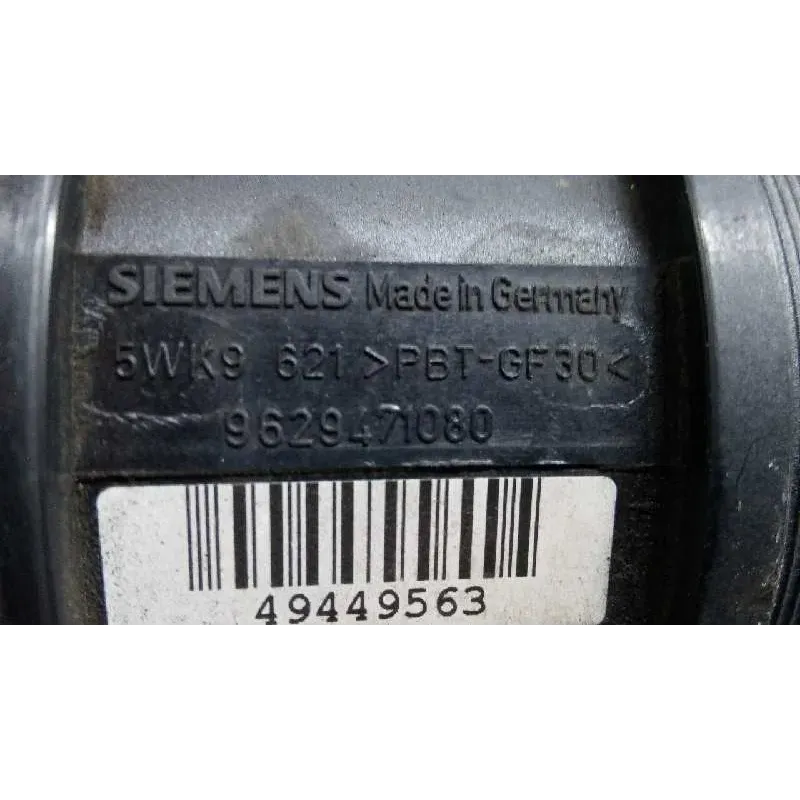 SIEMENS Made in Germany
5WK9 621 >PBT-GF30<
9629471080
49449563